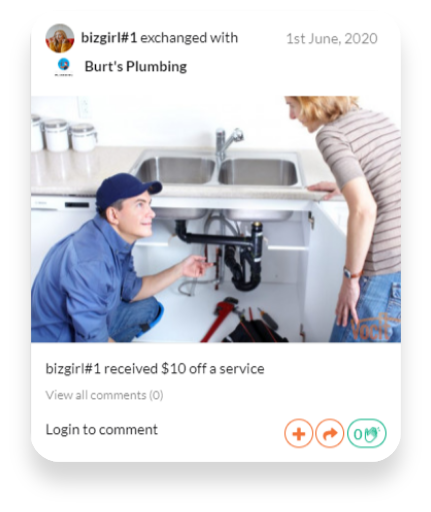 bizgirl#1 exchanged with
1st June, 2020
Burt's Plumbing
bizgirl#1 received $10 off a service
View all comments (0)
Login to comment
0